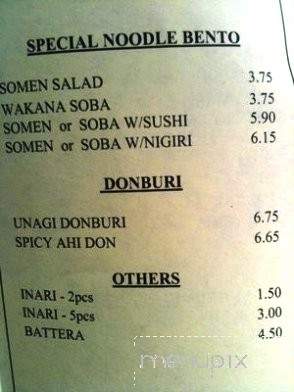 SPECIAL NOODLE BENTO
SOMEN SALAD 3.75
WAKANA SOBA 3.75
SOMEN or SOBA W/SUSHI 5.90
SOMEN or SOBA W/NIGIRI 6.15
DONBURI
UNAGI DONBURI 6.75
SPICY AHI DON 6.65
OTHERS
INARI - 2pcs 1.50
INARI - 5pcs 3.00
BATTERA 4.50
menupix